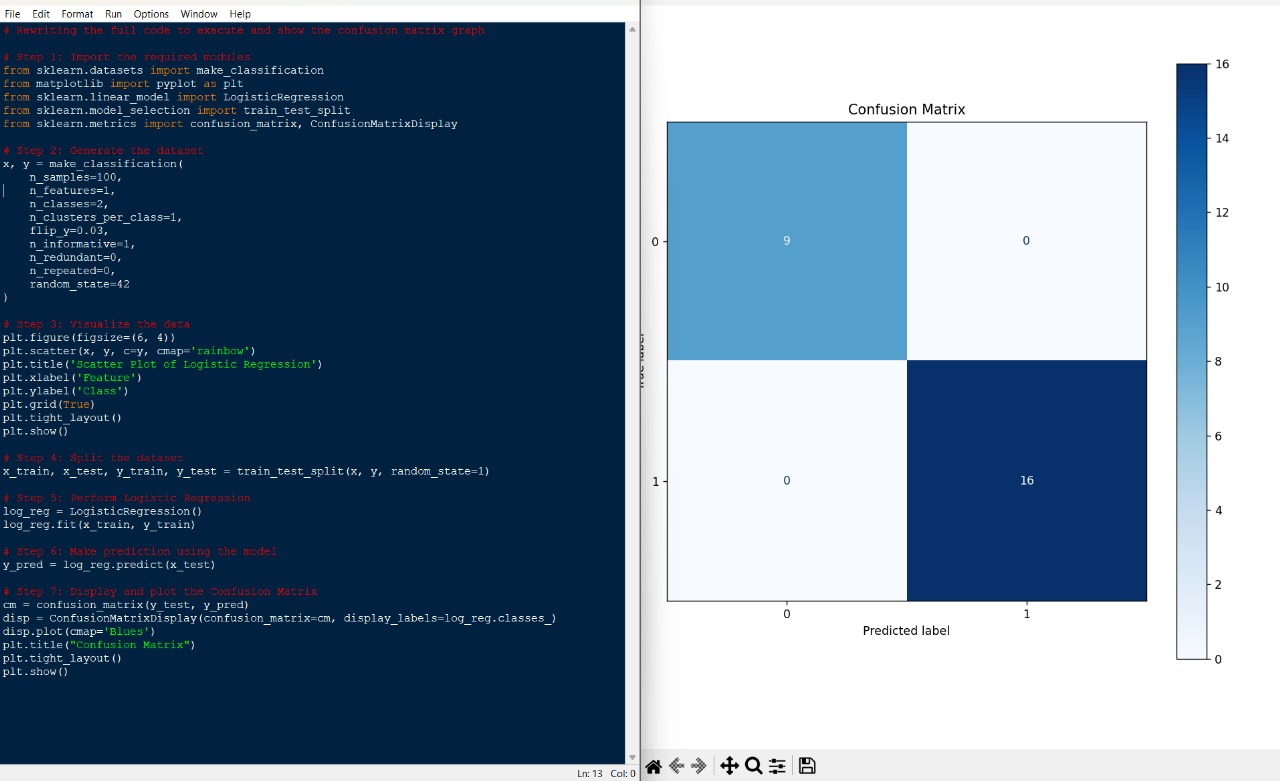 File Edit Format Run Options Window Help
# Rewriting the full code to execute and show the confusion matrix graph
# Step 1: Import the required modules
from sklearn.datasets import make_classification
from matplotlib import pyplot as plt
from sklearn.linear_model import LogisticRegression
from sklearn.model_selection import train_test_split
from sklearn.metrics import confusion_matrix, ConfusionMatrixDisplay
# Step 2: Generate the dataset
x, y = make_classification(
    n_samples=100,
    n_features=1,
    n_classes=2,
    n_clusters_per_class=1,
    flip_y=0.03,
    n_informative=1,
    n_redundant=0,
    n_repeated=0,
    random_state=42
)
# Step 3: Visualize the data
plt.figure(figsize=(6, 4))
plt.scatter(x, y, c=y, cmap='rainbow')
plt.title('Scatter Plot of Logistic Regression')
plt.xlabel('Feature')
plt.ylabel('Class')
plt.grid(True)
plt.tight_layout()
plt.show()
# Step 4: Split the dataset
x_train, x_test, y_train, y_test = train_test_split(x, y, random_state=1)
# Step 5: Perform Logistic Regression
log_reg = LogisticRegression()
log_reg.fit(x_train, y_train)
# Step 6: Make prediction using the model
y_pred = log_reg.predict(x_test)
# Step 7: Display and plot the Confusion Matrix
cm = confusion_matrix(y_test, y_pred)
disp = ConfusionMatrixDisplay(confusion_matrix=cm, display_labels=log_reg.classes_)
disp.plot(cmap='Blues')
plt.title("Confusion Matrix")
plt.tight_layout()
plt.show()
Ln: 13 Col: 0
Confusion Matrix
0
9
0
1
0
16
0
1
Predicted label
16
14
12
10
8
6
4
2
0